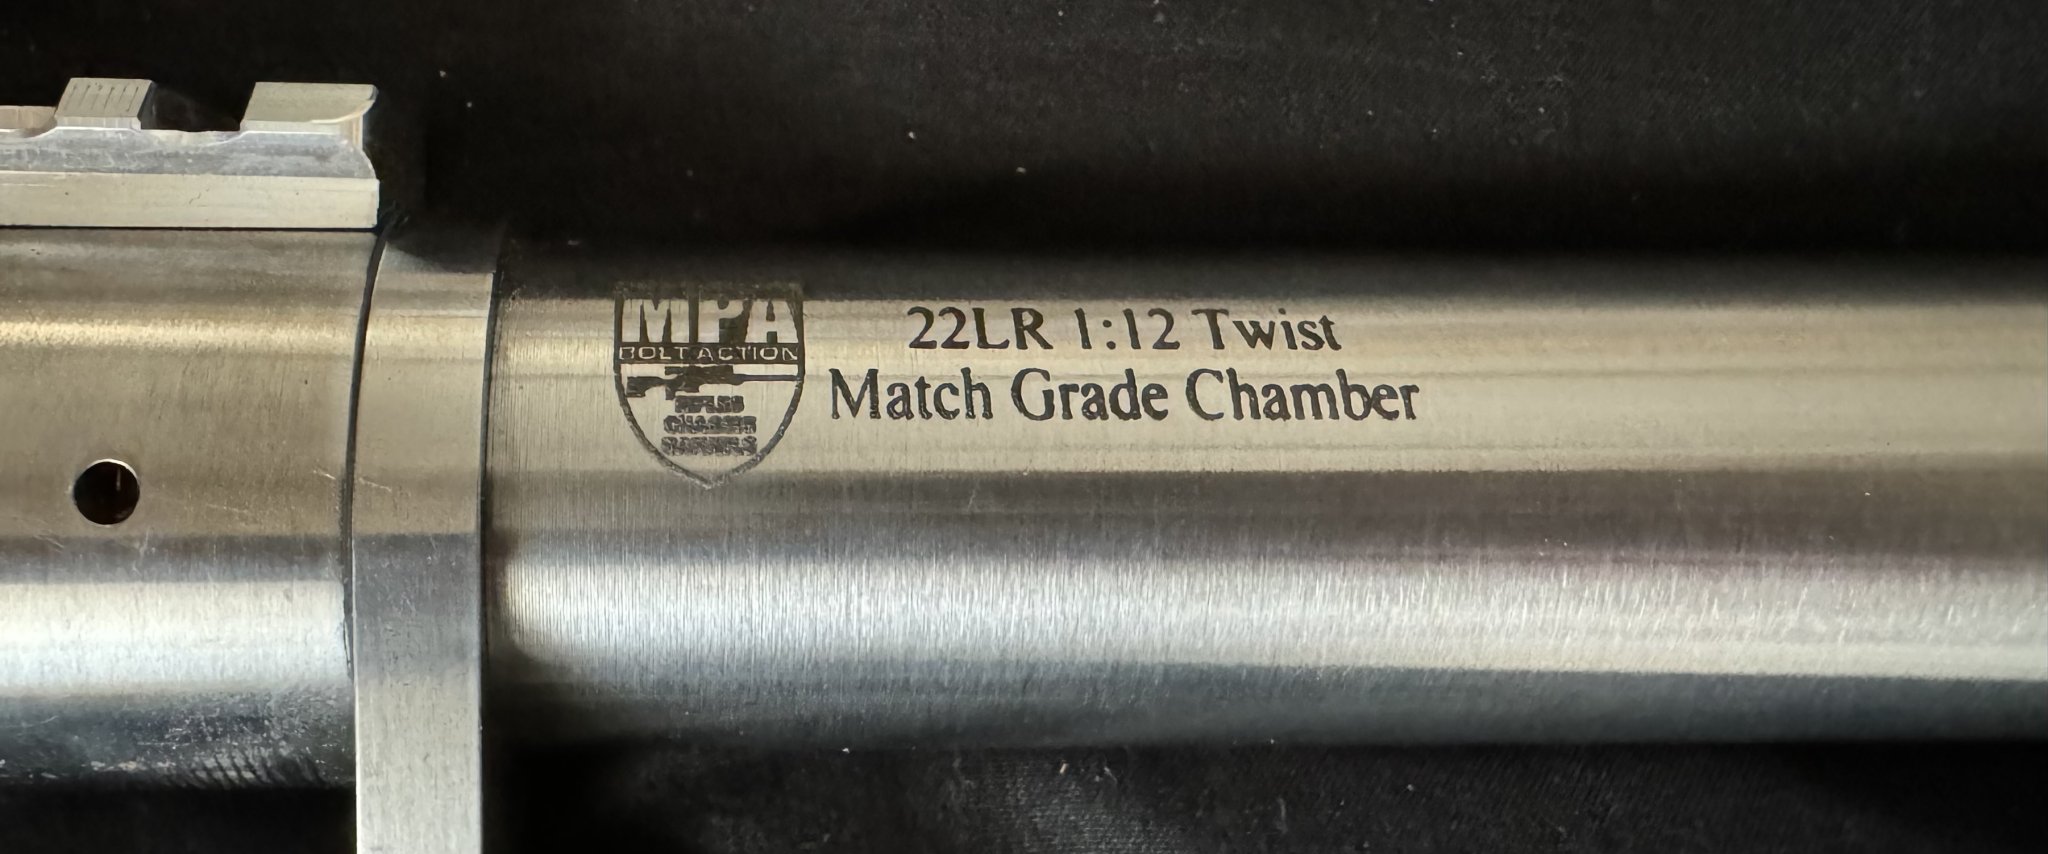 MPA
BOLT ACTION
22LR 1:12 Twist
Match Grade Chamber